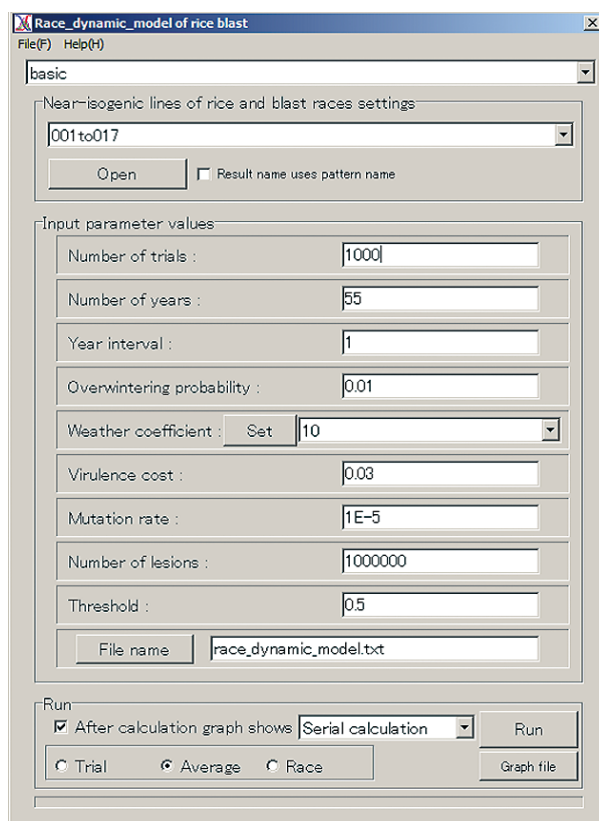 Race_dynamic_model of rice blast
File(F) Help(H)
basic
Near-isogenic lines of rice and blast races settings
001to017
Open Result name uses pattern name
Input parameter values
Number of trials : 1000
Number of years : 55
Year interval : 1
Overwintering probability : 0.01
Weather coefficient : Set 10
Virulence cost : 0.03
Mutation rate : 1E-5
Number of lesions : 1000000
Threshold : 0.5
File name race_dynamic_model.txt
Run
After calculation graph shows Serial calculation Run
Trial Average Race Graph file